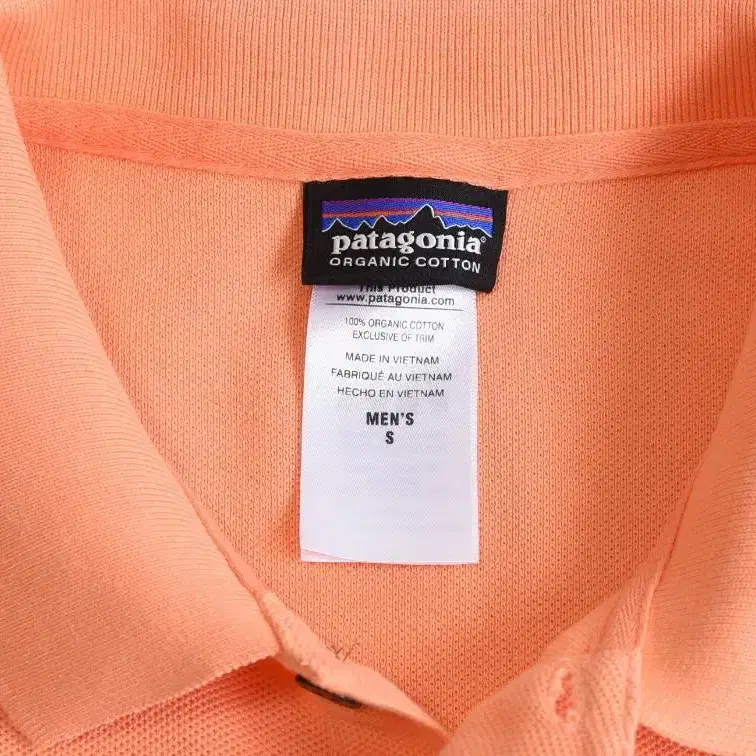 patagonia®
ORGANIC COTTON
This Product
www.patagonia.com
100% ORGANIC COTTON
EXCLUSIVE OF TRIM
MADE IN VIETNAM
FABRIQUÉ AU VIETNAM
HECHO EN VIETNAM
MEN'S
S